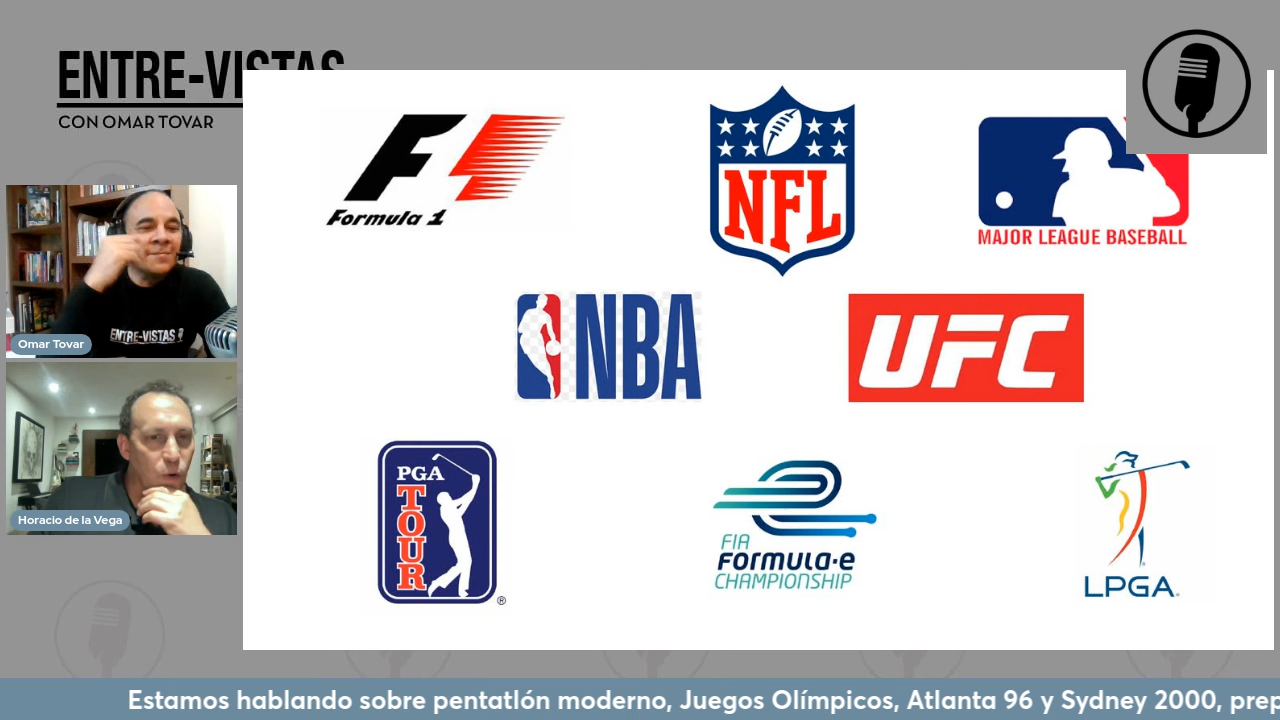 ENTRE-VISTAS
CON OMAR TOVAR
F1
Formula 1
NFL
MAJOR LEAGUE BASEBALL
NBA
UFC
ENTRE-VISTAS
Omar Tovar
Horacio de la Vega
PGA
TOUR
®
FIA
FORMULA-E
CHAMPIONSHIP
LPGA
Estamos hablando sobre pentatlón moderno, Juegos Olímpicos, Atlanta 96 y Sydney 2000, prep